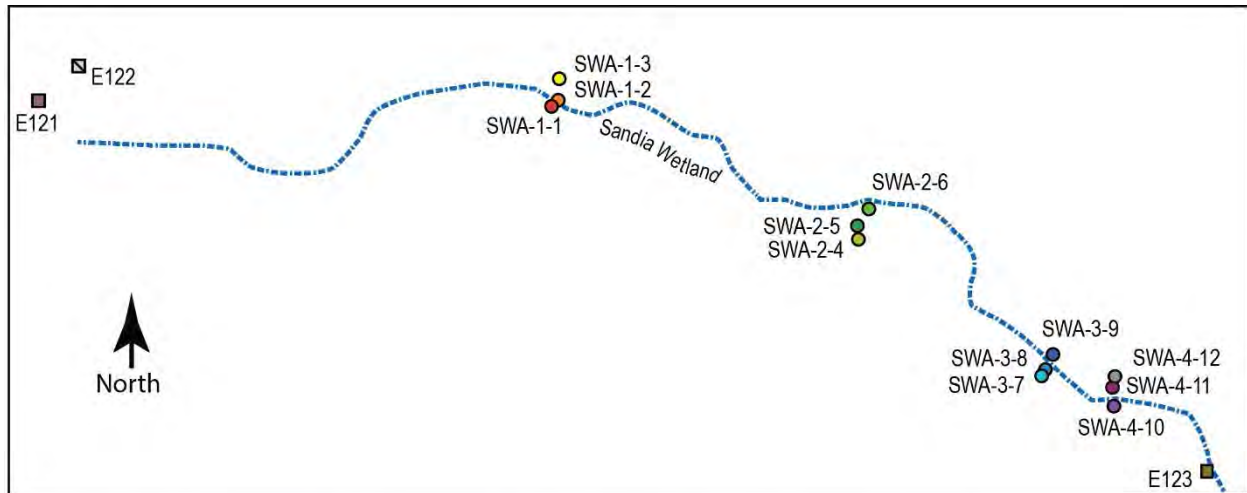 E122
E121
SWA-1-3
SWA-1-2
SWA-1-1
Sandia Wetland
SWA-2-6
SWA-2-5
SWA-2-4
SWA-3-9
SWA-3-8
SWA-3-7
SWA-4-12
SWA-4-11
SWA-4-10
North
E123